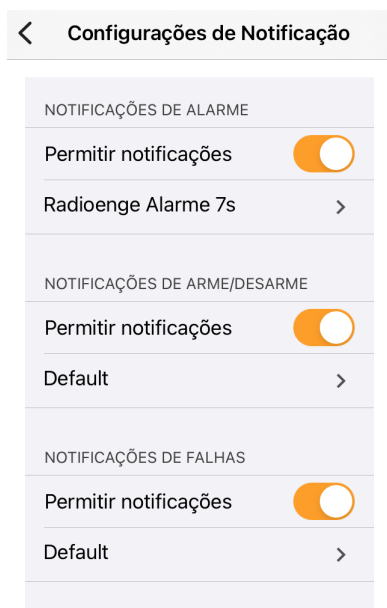 Configurações de Notificação
NOTIFICAÇÕES DE ALARME
Permitir notificações
Radioenge Alarme 7s
NOTIFICAÇÕES DE ARME/DESARME
Permitir notificações
Default
NOTIFICAÇÕES DE FALHAS
Permitir notificações
Default